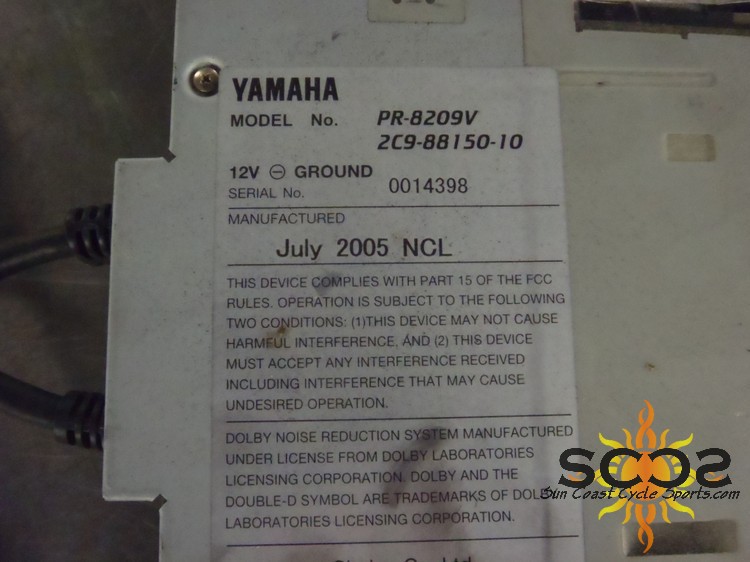 YAMAHA
MODEL No. PR-8209V
2C9-88150-10
12V ⊖ GROUND
SERIAL No. 0014398
MANUFACTURED
July 2005 NCL
THIS DEVICE COMPLIES WITH PART 15 OF THE FCC
RULES. OPERATION IS SUBJECT TO THE FOLLOWING
TWO CONDITIONS: (1)THIS DEVICE MAY NOT CAUSE
HARMFUL INTERFERENCE, AND (2) THIS DEVICE
MUST ACCEPT ANY INTERFERENCE RECEIVED
INCLUDING INTERFERENCE THAT MAY CAUSE
UNDESIRED OPERATION.
DOLBY NOISE REDUCTION SYSTEM MANUFACTURED
UNDER LICENSE FROM DOLBY LABORATORIES
LICENSING CORPORATION. DOLBY AND THE
DOUBLE-D SYMBOL ARE TRADEMARKS OF DOLBY
LABORATORIES LICENSING CORPORATION.
SCCS
Sun Coast Cycle Sports.com